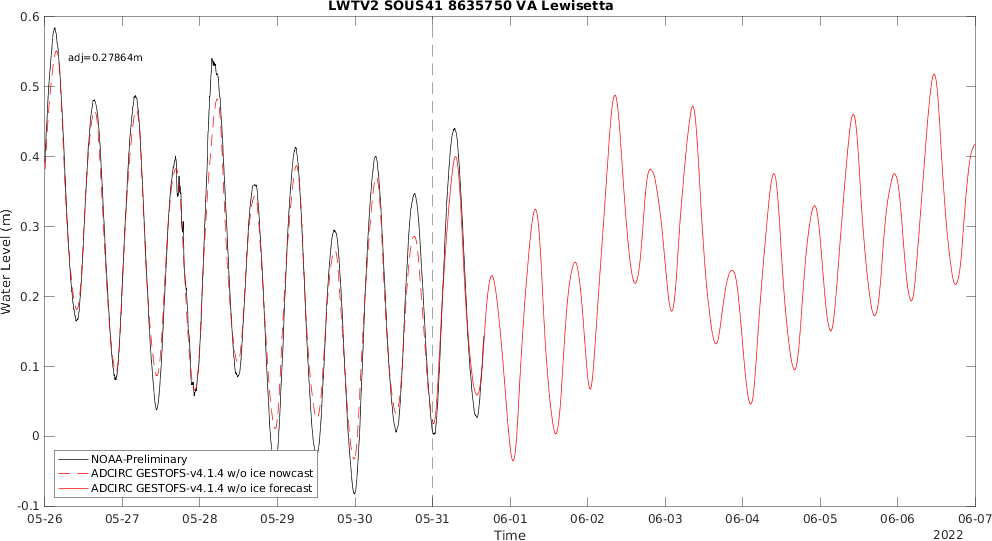 LWTV2 SOUS41 8635750 VA Lewisetta
adj=0.27864m
0.6
0.5
0.4
0.3
0.2
0.1
0
-0.1
Water Level (m)
NOAA-Preliminary
ADCIRC GESTOFS-v4.1.4 w/o ice nowcast
ADCIRC GESTOFS-v4.1.4 w/o ice forecast
05-26 05-27 05-28 05-29 05-30 05-31 06-01 06-02 06-03 06-04 06-05 06-06 06-07
Time
2022